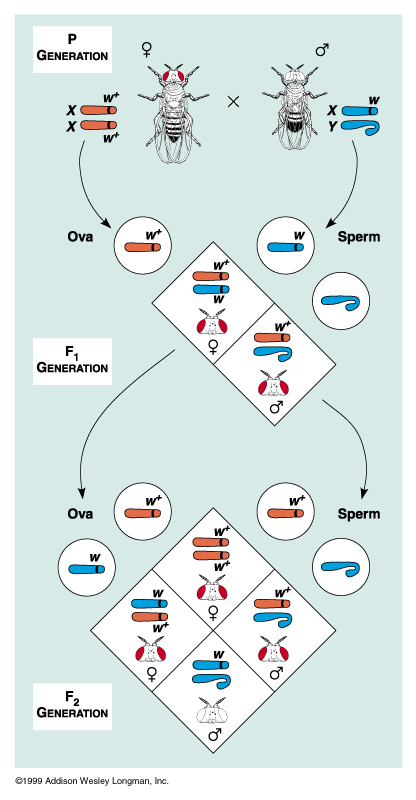 P
GENERATION
♀
♂
w+
X
X
w+
×
w
X
Y
Ova
w+
w
Sperm
w+
w
♀
w+
♂
F1
GENERATION
Ova
w+
w+
Sperm
w
w+
w+
♀
w
w+
♀
w+
♂
w
♂
F2
GENERATION
©1999 Addison Wesley Longman, Inc.